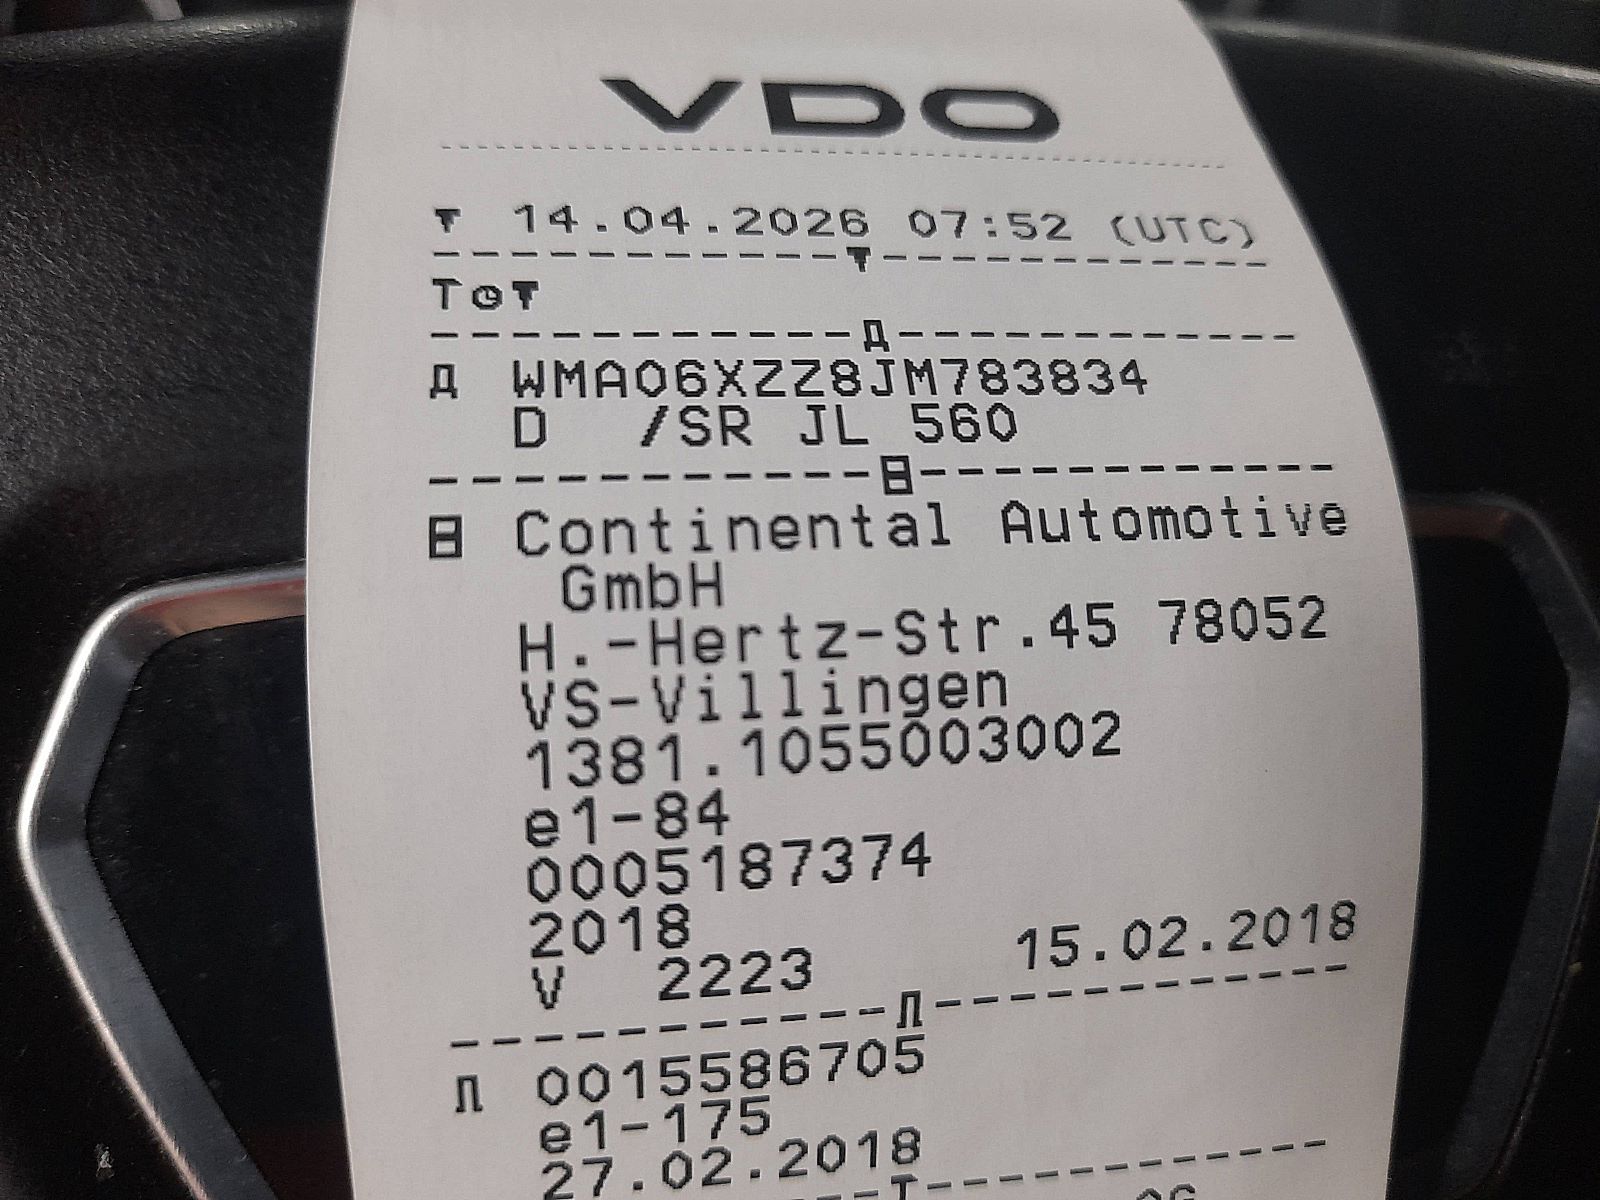 VDO
▼ 14.04.2026 07:52 (UTC)
T
WMA06XZZ8JM783834
D /SR JL 560
Continental Automotive
GmbH
H.-Hertz-Str.45 78052
VS-Villingen
1381.1055003002
e1-84
0005187374
2018
V 2223 15.02.2018
0015586705
e1-175
27.02.2018
T